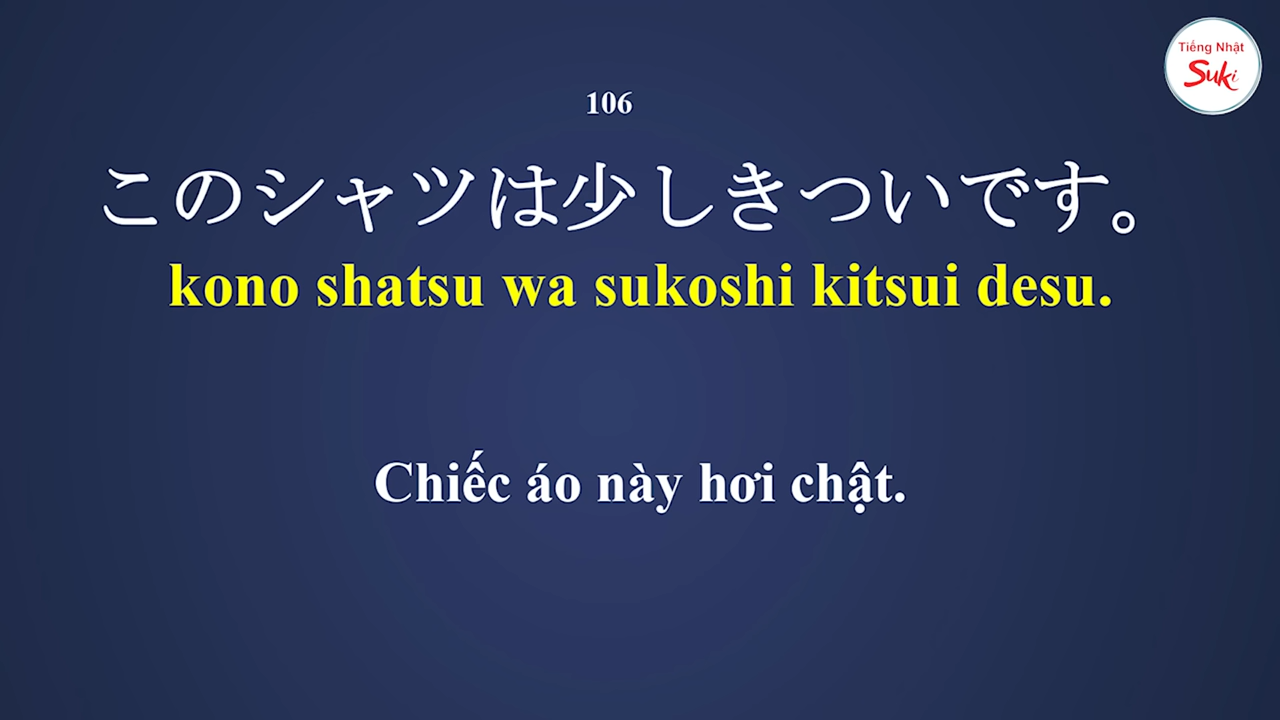 Tiếng Nhật
Suki
106
このシャツは少しきついです。
kono shatsu wa sukoshi kitsui desu.
Chiếc áo này hơi chật.